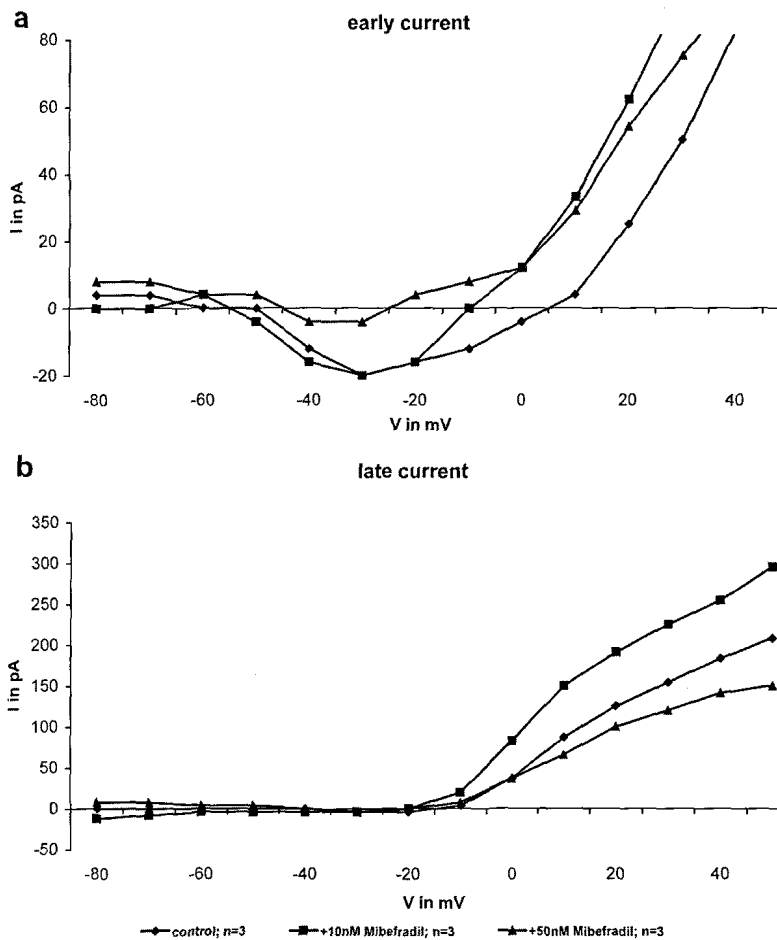 a
early current
80
60
40
20
0
-20
I in pA
-80 -60 -40 -20 0 20 40
V in mV
b
late current
350
300
250
200
150
100
50
0
-50
I in pA
-80 -60 -40 -20 0 20 40
V in mV
control; n=3 +10nM Mibefradil; n=3 +50nM Mibefradil; n=3